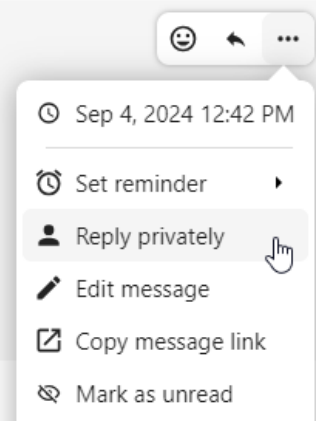 Sep 4, 2024 12:42 PM
Set reminder
Reply privately
Edit message
Copy message link
Mark as unread